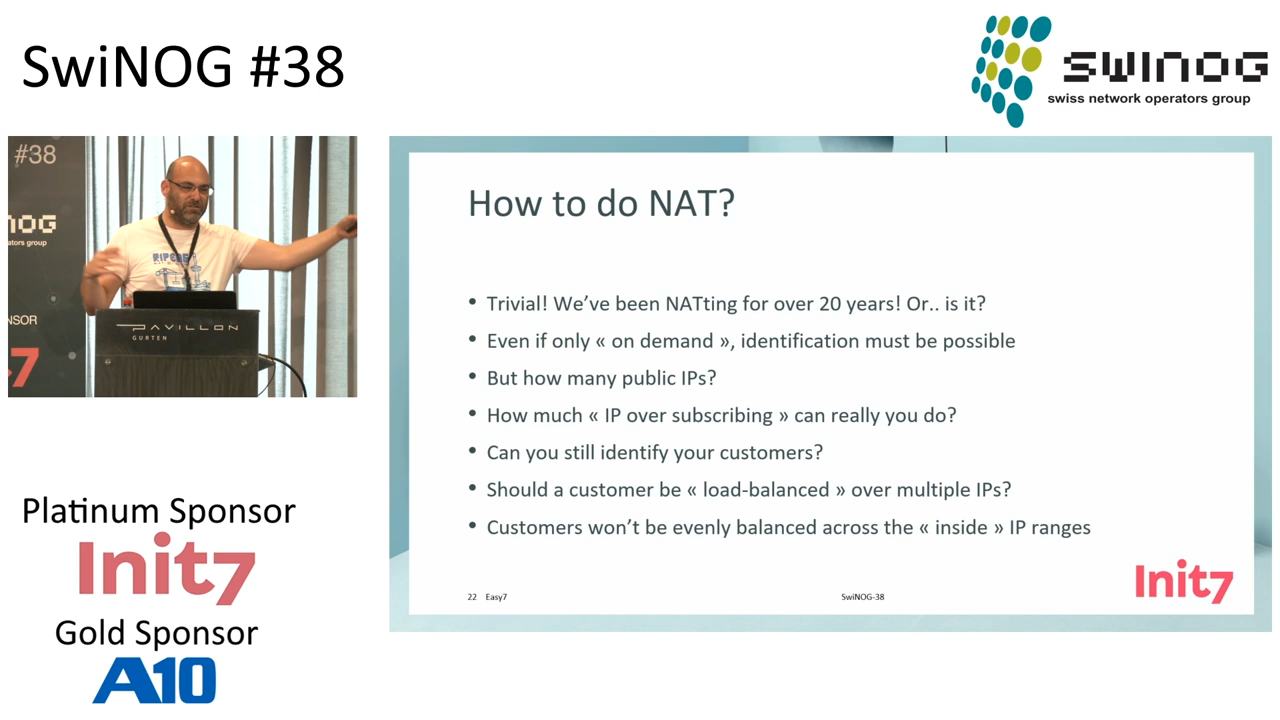 SwiNOG #38
SWINOG
swiss network operators group
#38
NOG
ators group
NSOR
7
RIPE
PAVILLON
GURTEN
How to do NAT?
• Trivial! We’ve been NATting for over 20 years! Or.. is it?
• Even if only « on demand », identification must be possible
• But how many public IPs?
• How much « IP over subscribing » can really you do?
• Can you still identify your customers?
• Should a customer be « load-balanced » over multiple IPs?
• Customers won’t be evenly balanced across the « inside » IP ranges
22 Easy7
SwiNOG-38
Init7
Platinum Sponsor
Init7
Gold Sponsor
A10